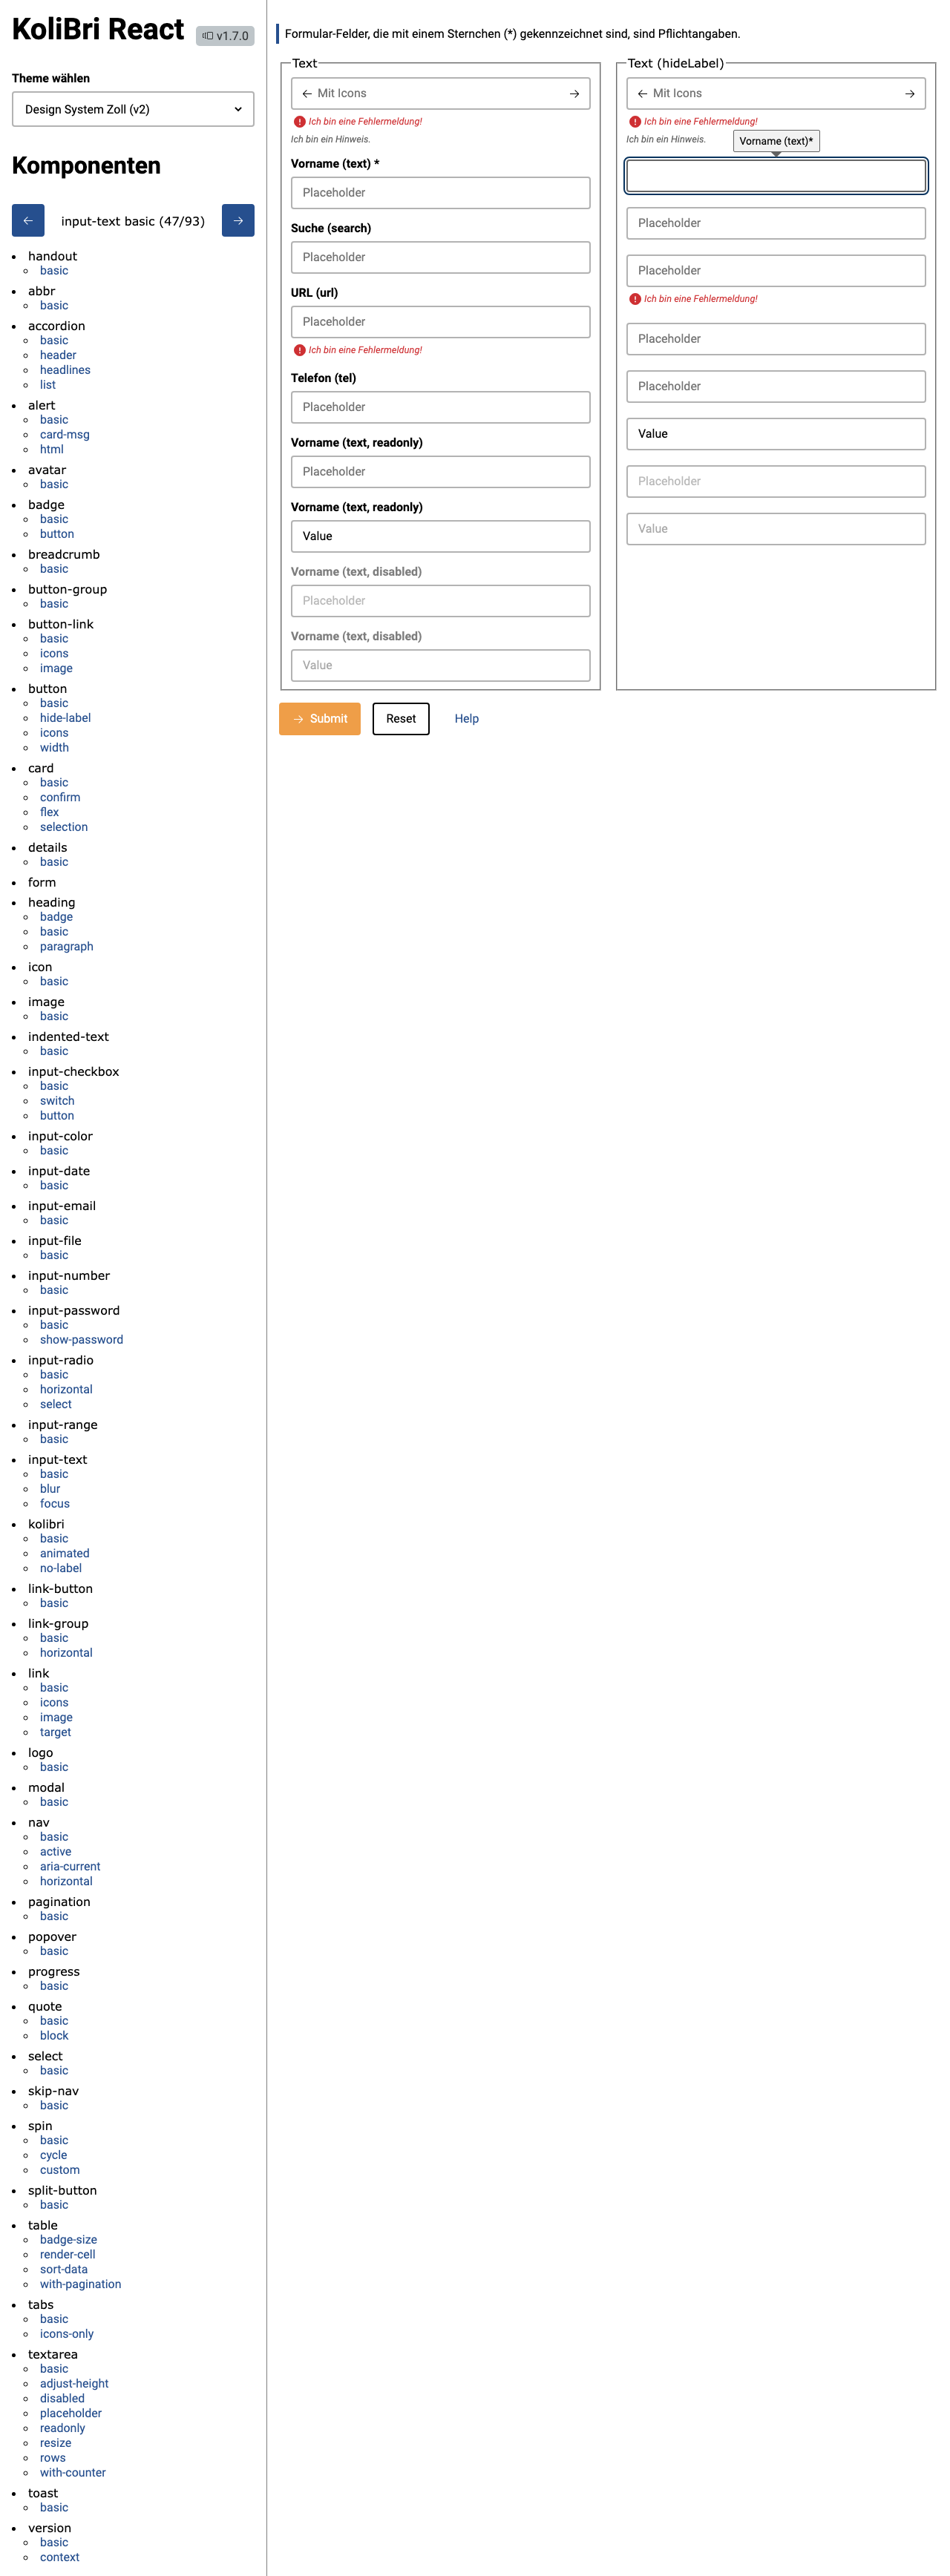 KoliBri React
v1.7.0
Theme wählen
Design System Zoll (v2)
Komponenten
← input-text basic (47/93) →
handout
basic
abbr
basic
accordion
basic
header
headlines
list
alert
basic
card-msg
html
avatar
basic
badge
basic
button
breadcrumb
basic
button-group
basic
button-link
basic
icons
image
button
basic
hide-label
icons
width
card
basic
confirm
flex
selection
details
basic
form
heading
badge
basic
paragraph
icon
basic
image
basic
indented-text
basic
input-checkbox
basic
switch
button
input-color
basic
input-date
basic
input-email
basic
input-file
basic
input-number
basic
input-password
basic
show-password
input-radio
basic
horizontal
select
input-range
basic
input-text
basic
blur
focus
kolibri
basic
animated
no-label
link-button
basic
link-group
basic
horizontal
link
basic
icons
image
target
logo
basic
modal
basic
nav
basic
active
aria-current
horizontal
pagination
basic
popover
basic
progress
basic
quote
basic
block
select
basic
skip-nav
basic
spin
basic
cycle
custom
split-button
basic
table
badge-size
render-cell
sort-data
with-pagination
tabs
basic
icons-only
textarea
basic
adjust-height
disabled
placeholder
readonly
resize
rows
with-counter
toast
basic
version
basic
context
Formular-Felder, die mit einem Sternchen (*) gekennzeichnet sind, sind Pflichtangaben.
Text
← Mit Icons →
Ich bin eine Fehlermeldung!
Ich bin ein Hinweis.
Vorname (text) *
Placeholder
Suche (search)
Placeholder
URL (url)
Placeholder
Ich bin eine Fehlermeldung!
Telefon (tel)
Placeholder
Vorname (text, readonly)
Placeholder
Vorname (text, readonly)
Value
Vorname (text, disabled)
Placeholder
Vorname (text, disabled)
Value
Text (hideLabel)
← Mit Icons →
Ich bin eine Fehlermeldung!
Ich bin ein Hinweis.
Vorname (text)*
Placeholder
Placeholder
Ich bin eine Fehlermeldung!
Placeholder
Placeholder
Value
Placeholder
Value
→ Submit
Reset
Help